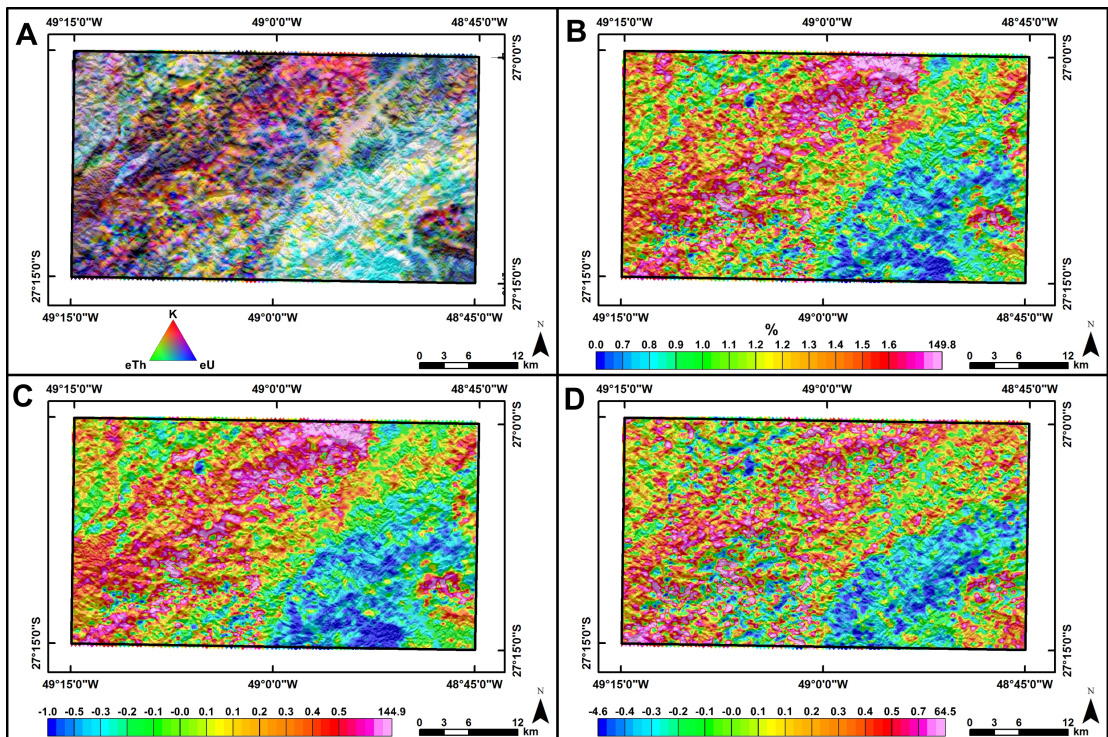 A
49°15'0"W 49°0'0"W 48°45'0"W
27°0'0"S
27°15'0"S 27°15'0"S
49°15'0"W 49°0'0"W 48°45'0"W
K
eTh eU
N
0 3 6 12
km
B
49°15'0"W 49°0'0"W 48°45'0"W
27°0'0"S
27°15'0"S 27°15'0"S
49°15'0"W 49°0'0"W 48°45'0"W
%
0.0 0.7 0.8 0.9 1.0 1.1 1.2 1.2 1.3 1.4 1.5 1.6 149.8
N
0 3 6 12
km
C
49°15'0"W 49°0'0"W 48°45'0"W
27°0'0"S
27°15'0"S 27°15'0"S
49°15'0"W 49°0'0"W 48°45'0"W
-1.0 -0.5 -0.3 -0.2 -0.1 -0.0 0.1 0.1 0.2 0.3 0.4 0.5 144.9
N
0 3 6 12
km
D
49°15'0"W 49°0'0"W 48°45'0"W
27°0'0"S
27°15'0"S 27°15'0"S
49°15'0"W 49°0'0"W 48°45'0"W
-4.6 -0.4 -0.3 -0.2 -0.1 -0.0 0.1 0.1 0.2 0.3 0.4 0.5 0.7 64.5
N
0 3 6 12
km